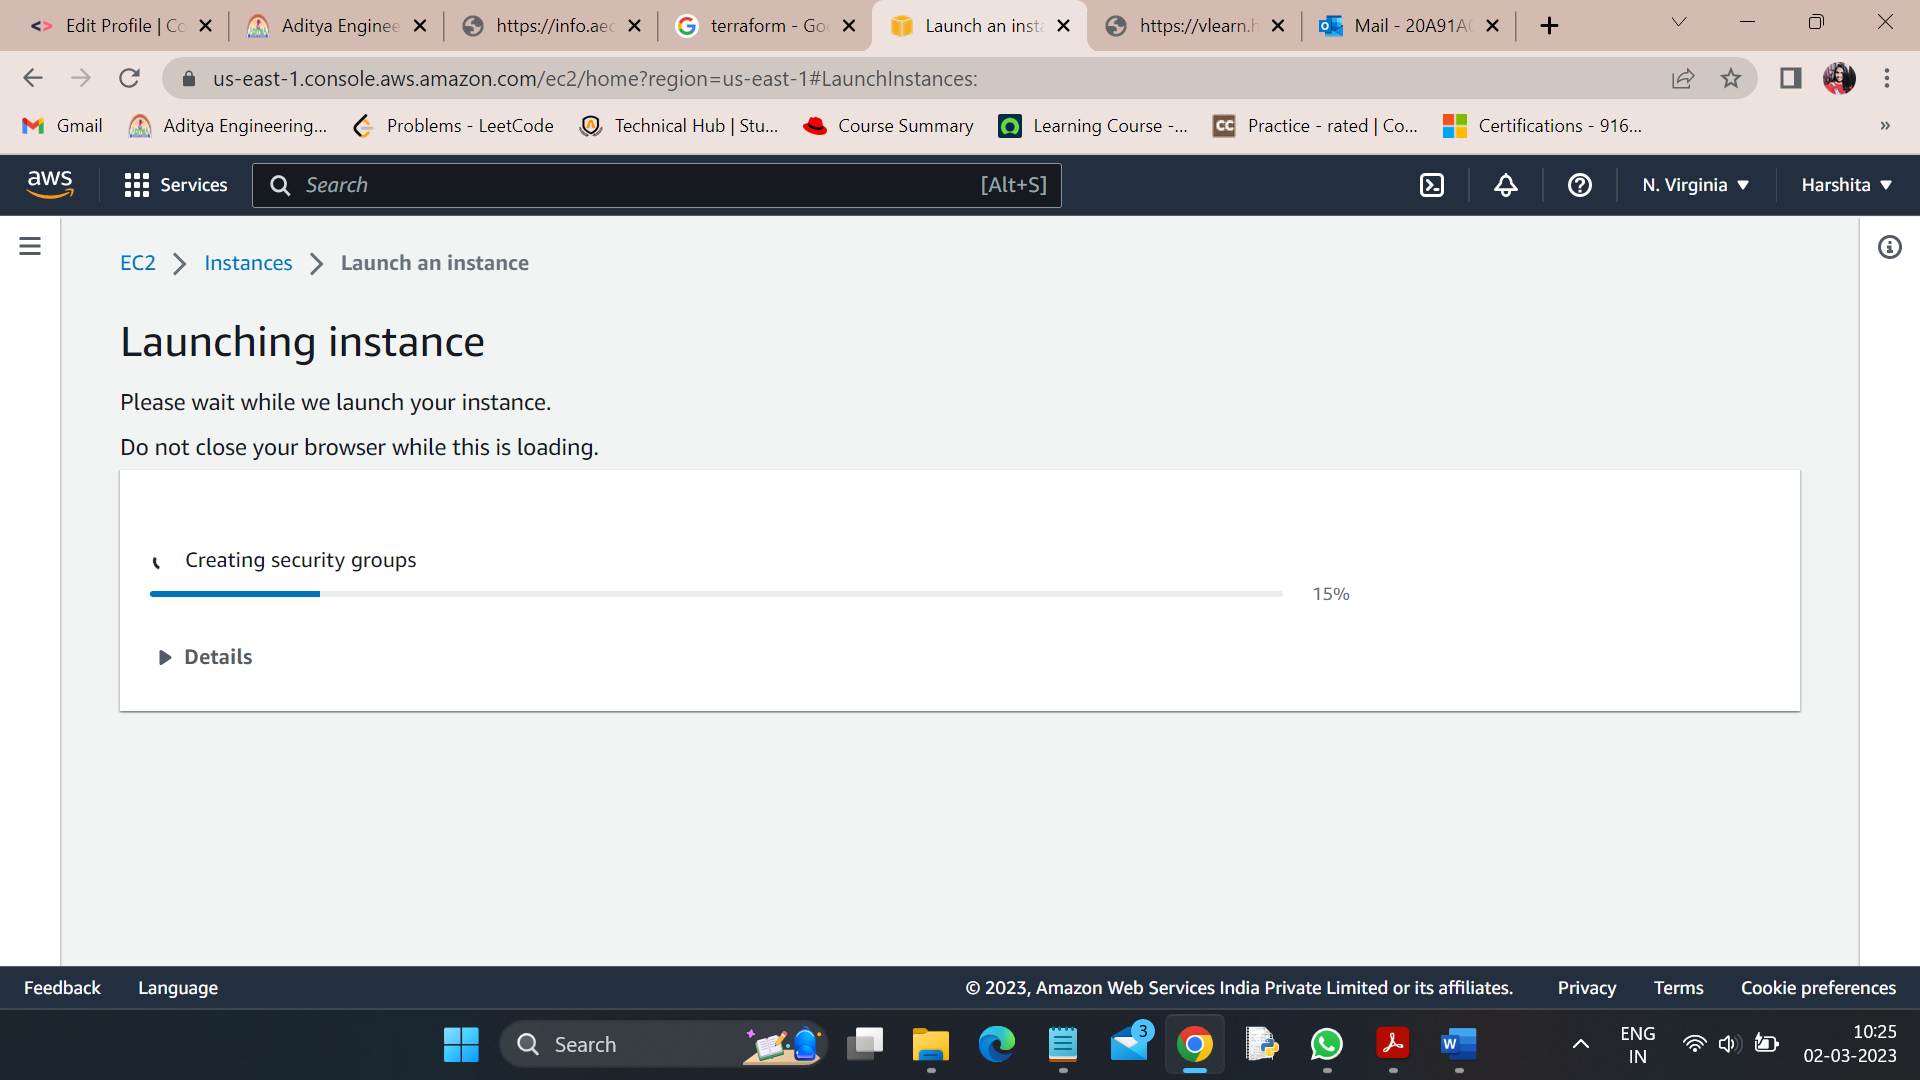 Edit Profile | Co
Aditya Enginee
https://info.aec
terraform - Go
Launch an insta
https://vlearn.h
Mail - 20A91A0
us-east-1.console.aws.amazon.com/ec2/home?region=us-east-1#LaunchInstances:
Gmail
Aditya Engineering...
Problems - LeetCode
Technical Hub | Stu...
Course Summary
Learning Course -...
CC
Practice - rated | Co...
Certifications - 916...
»
aws
Services
Search
[Alt+S]
N. Virginia
Harshita
EC2
Instances
Launch an instance
Launching instance
Please wait while we launch your instance.
Do not close your browser while this is loading.
Creating security groups
15%
Details
Feedback
Language
© 2023, Amazon Web Services India Private Limited or its affiliates.
Privacy
Terms
Cookie preferences
Search
3
W
ENG
IN
10:25
02-03-2023